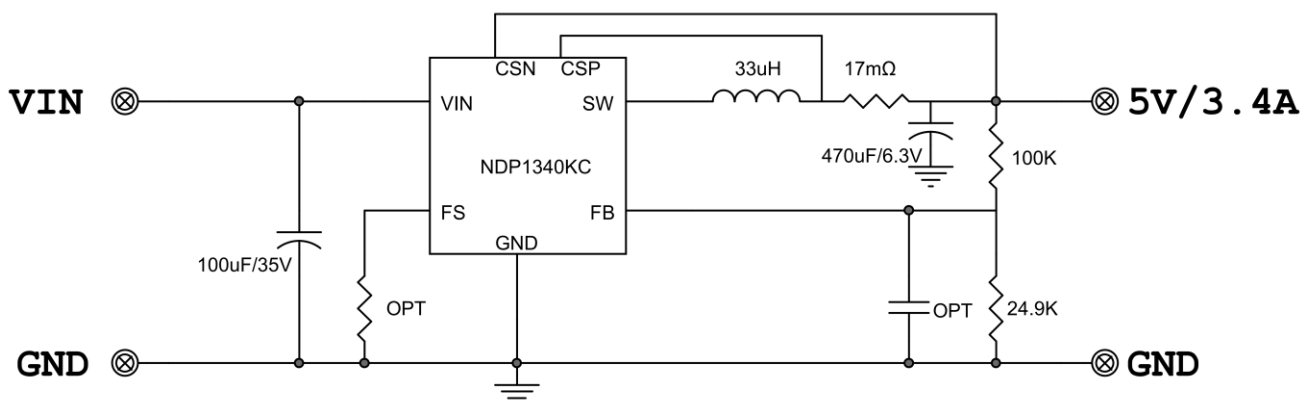 CSN
CSP
33uH
17mΩ
VIN
VIN
SW
5V/3.4A
470uF/6.3V
100K
NDP1340KC
FS
FB
GND
100uF/35V
OPT
OPT
24.9K
GND
GND